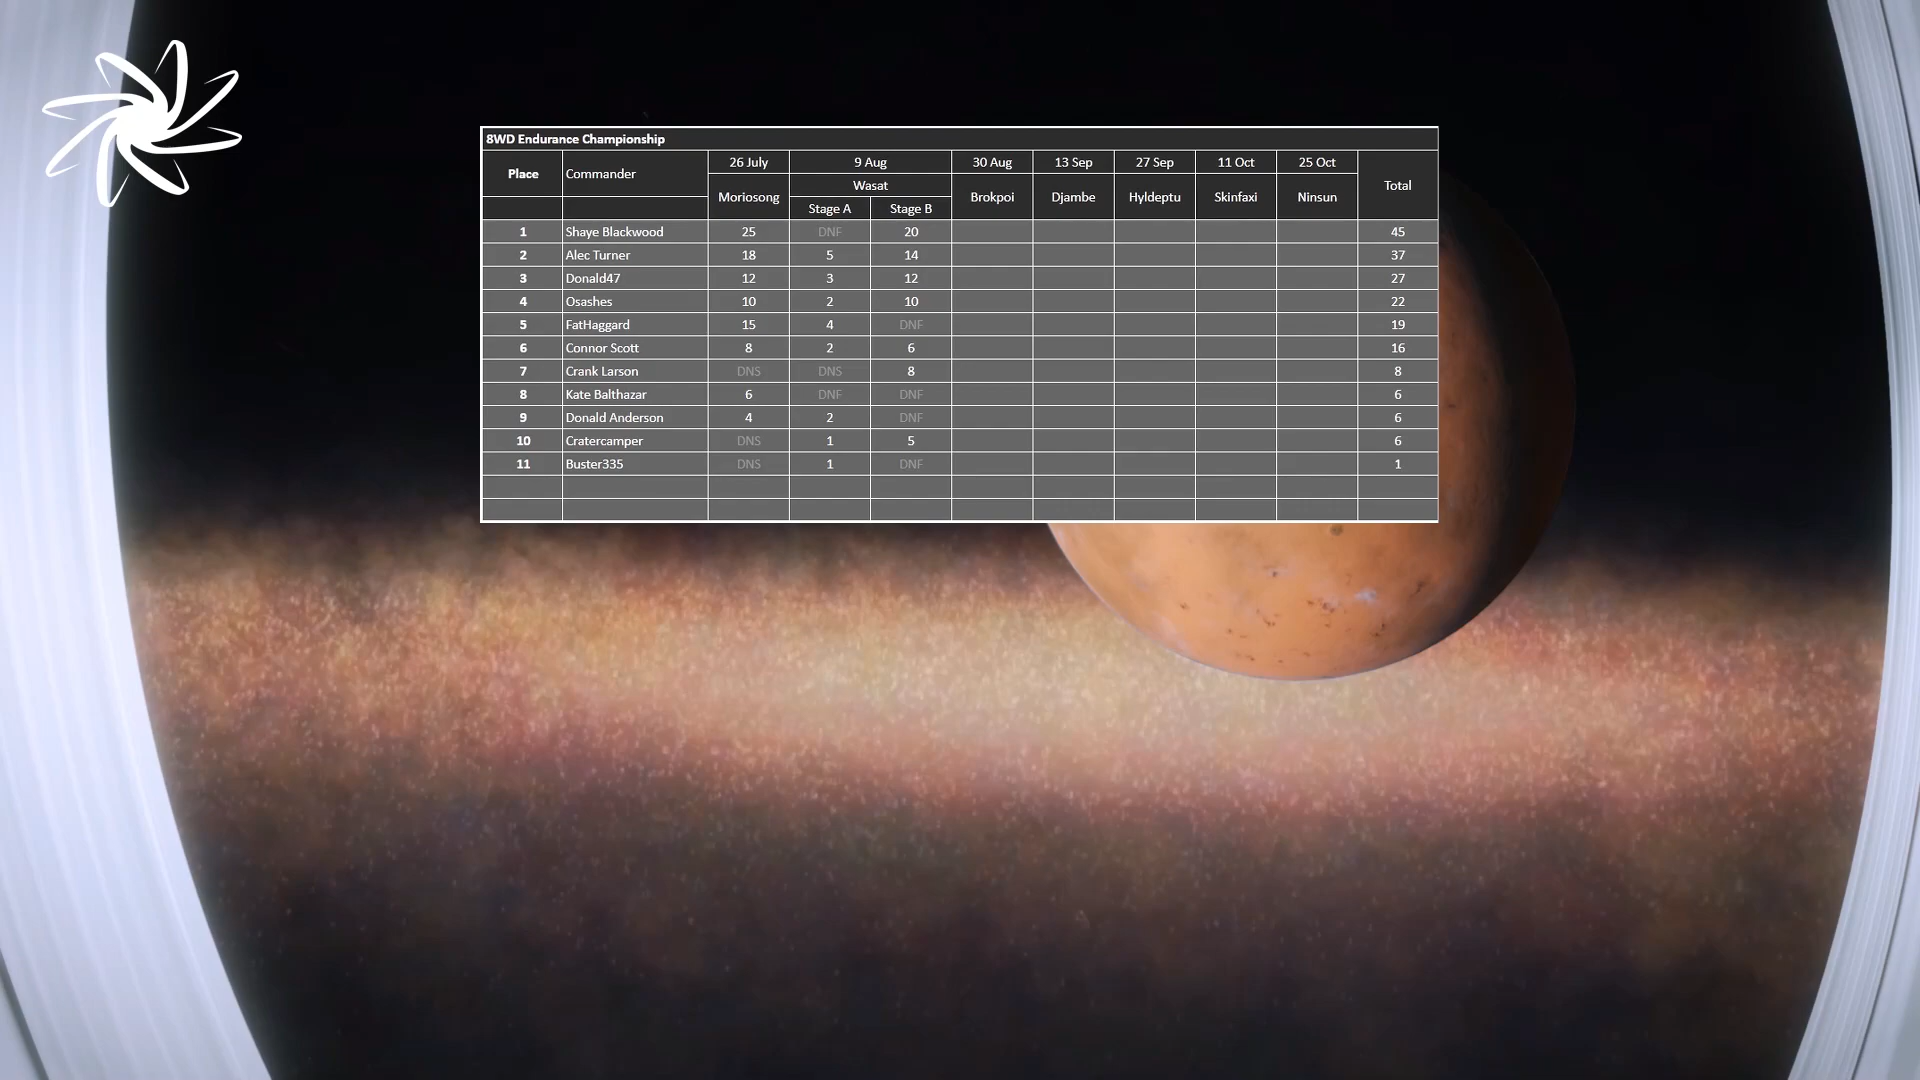 8WD Endurance Championship
Place Commander 26 July 9 Aug 30 Aug 13 Sep 27 Sep 11 Oct 25 Oct Total
Moriosong Wasat Brokpoi Djambe Hyldeptu Skinfaxi Ninsun
Stage A Stage B
1 Shaye Blackwood 25 DNF 20 45
2 Alec Turner 18 5 14 37
3 Donald47 12 3 12 27
4 Osashes 10 2 10 22
5 FatHaggard 15 4 DNF 19
6 Connor Scott 8 2 6 16
7 Crank Larson DNS DNS 8 8
8 Kate Balthazar 6 DNF DNF 6
9 Donald Anderson 4 2 DNF 6
10 Cratercamper DNS 1 5 6
11 Buster335 DNS 1 DNF 1